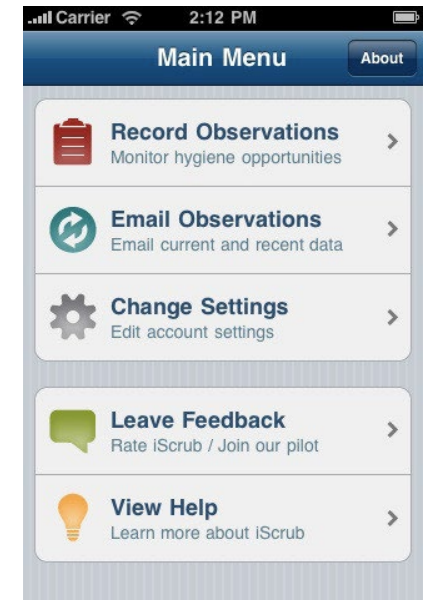 Carrier 2:12 PM
Main Menu About
Record Observations
Monitor hygiene opportunities
Email Observations
Email current and recent data
Change Settings
Edit account settings
Leave Feedback
Rate iScrub / Join our pilot
View Help
Learn more about iScrub